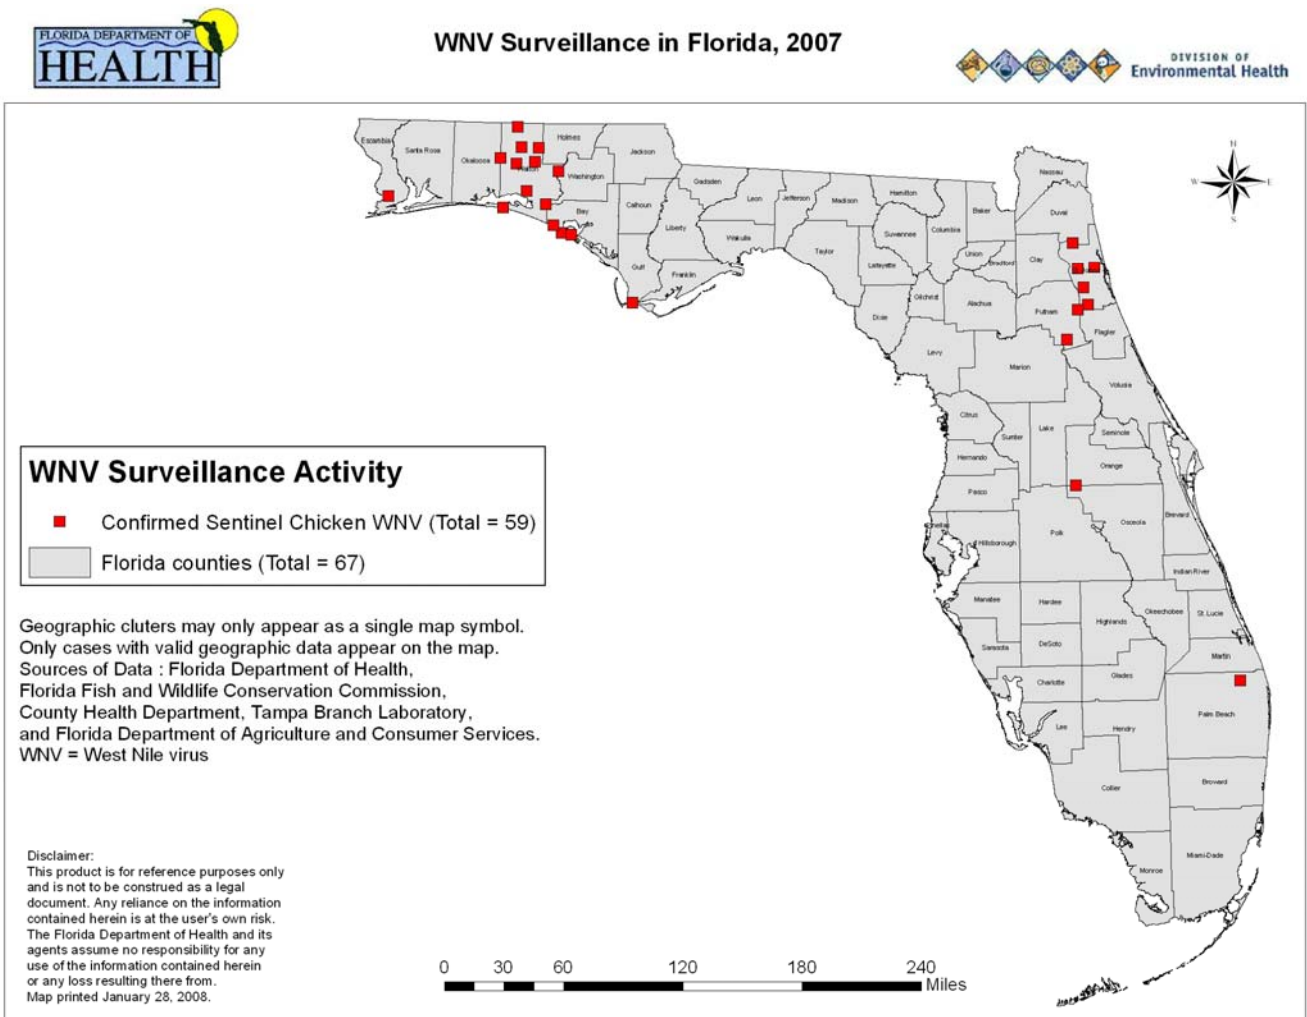 FLORIDA DEPARTMENT OF
HEALTH
WNV Surveillance in Florida, 2007
DIVISION OF
Environmental Health
N
W
E
S
Escambia
Santa Rosa
Okaloosa
Walton
Holmes
Jackson
Washington
Bay
Calhoun
Gulf
Liberty
Franklin
Gadsden
Leon
Wakulla
Jefferson
Madison
Taylor
Hamilton
Suwannee
Lafayette
Dixie
Columbia
Baker
Union
Bradford
Gilchrist
Alachua
Levy
Nassau
Duval
Clay
Putnam
Flagler
Marion
Volusia
Citrus
Sumter
Lake
Seminole
Hernando
Orange
Pasco
Hillsborough
Polk
Osceola
Brevard
Indian River
Manatee
Hardee
Highlands
Okeechobee
St. Lucie
Sarasota
DeSoto
Martin
Charlotte
Glades
Palm Beach
Lee
Hendry
Collier
Broward
Monroe
Miami-Dade
WNV Surveillance Activity
Confirmed Sentinel Chicken WNV (Total = 59)
Florida counties (Total = 67)
Geographic cluters may only appear as a single map symbol.
Only cases with valid geographic data appear on the map.
Sources of Data : Florida Department of Health,
Florida Fish and Wildlife Conservation Commission,
County Health Department, Tampa Branch Laboratory,
and Florida Department of Agriculture and Consumer Services.
WNV = West Nile virus
Disclaimer:
This product is for reference purposes only
and is not to be construed as a legal
document. Any reliance on the information
contained herein is at the user's own risk.
The Florida Department of Health and its
agents assume no responsibility for any
use of the information contained herein
or any loss resulting there from.
Map printed January 28, 2008.
0 30 60 120 180 240
Miles